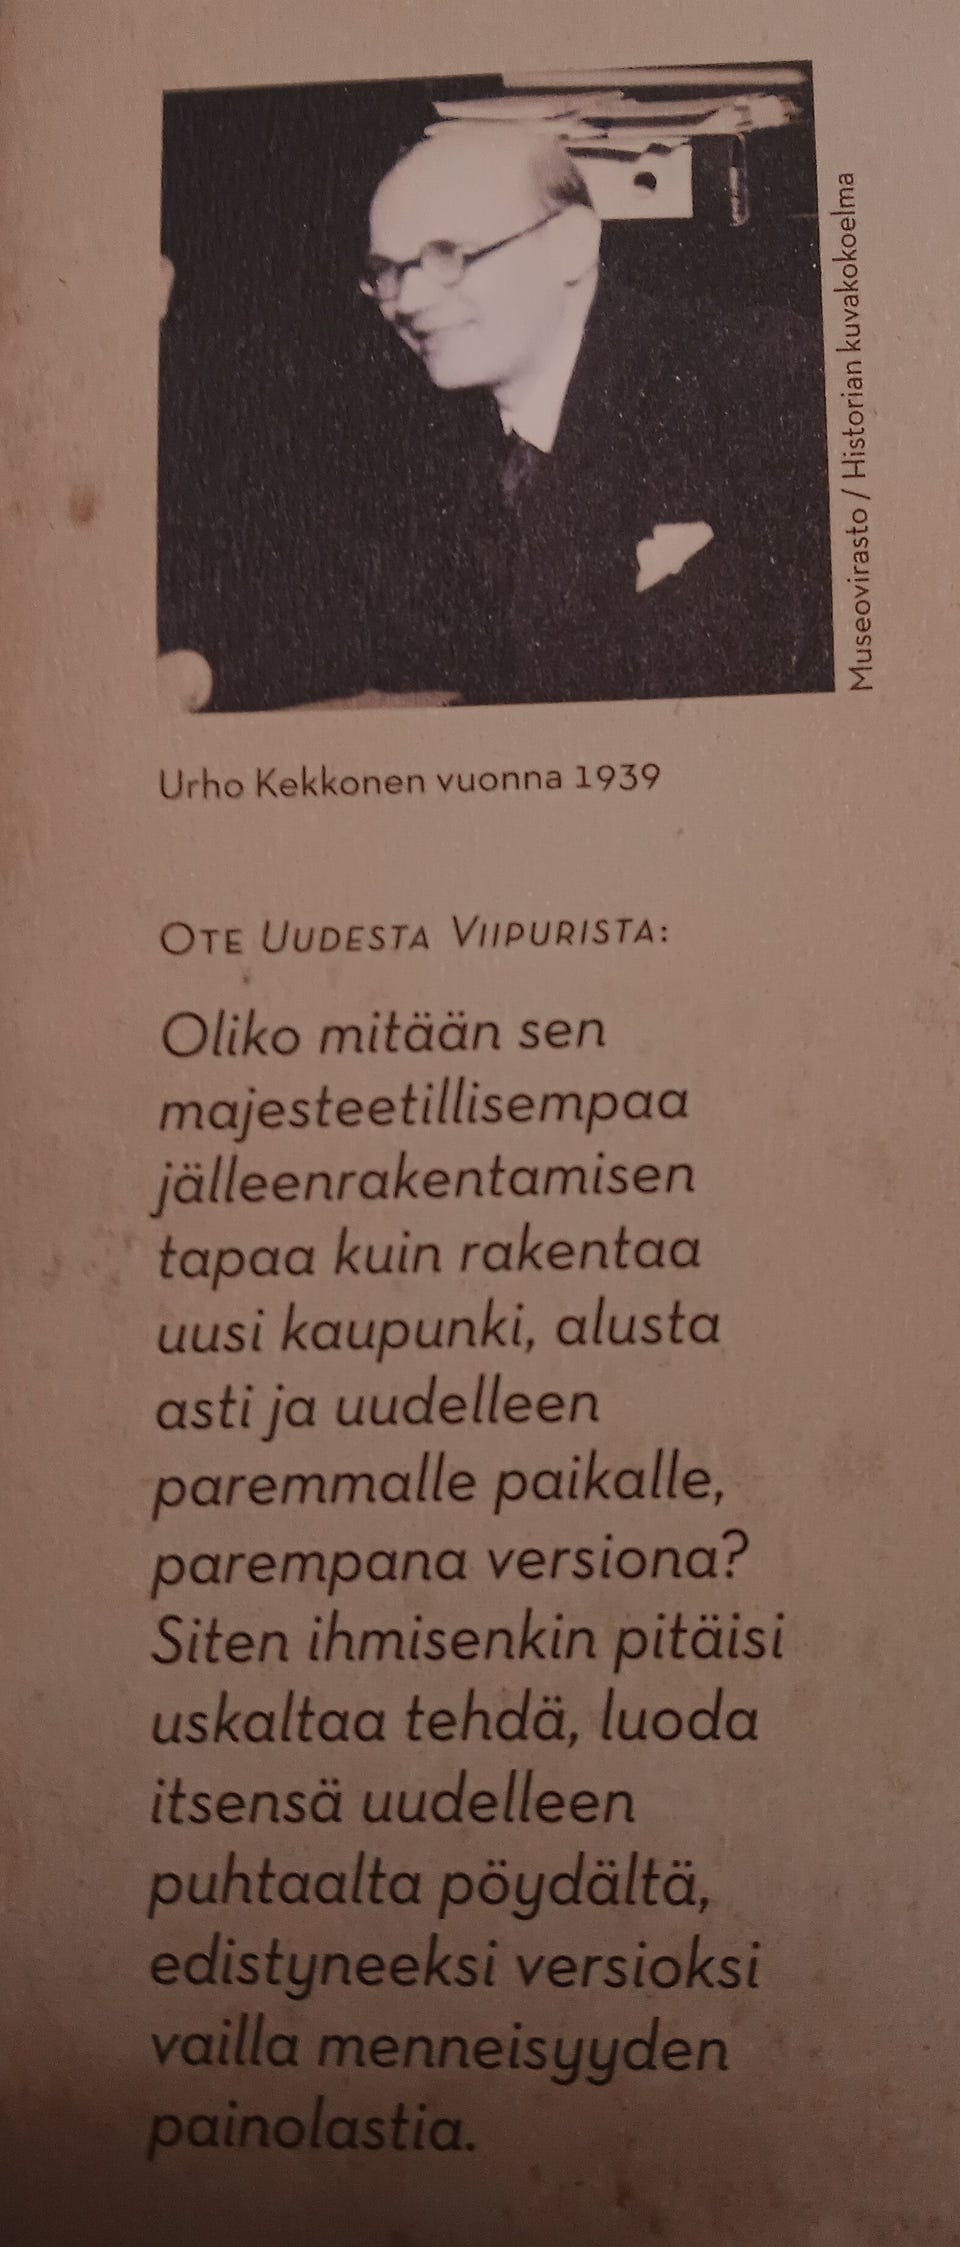 Museovirasto / Historian kuvakokoelma
Urho Kekkonen vuonna 1939
OTE UUDESTA VIIPURISTA:
Oliko mitään sen
majesteetillisempaa
jälleenrakentamisen
tapaa kuin rakentaa
uusi kaupunki, alusta
asti ja uudelleen
paremmalle paikalle,
parempana versiona?
Siten ihmisenkin pitäisi
uskaltaa tehdä, luoda
itsensä uudelleen
puhtaalta pöydältä,
edistyneeksi versioksi
vailla menneisyyden
painolastia.